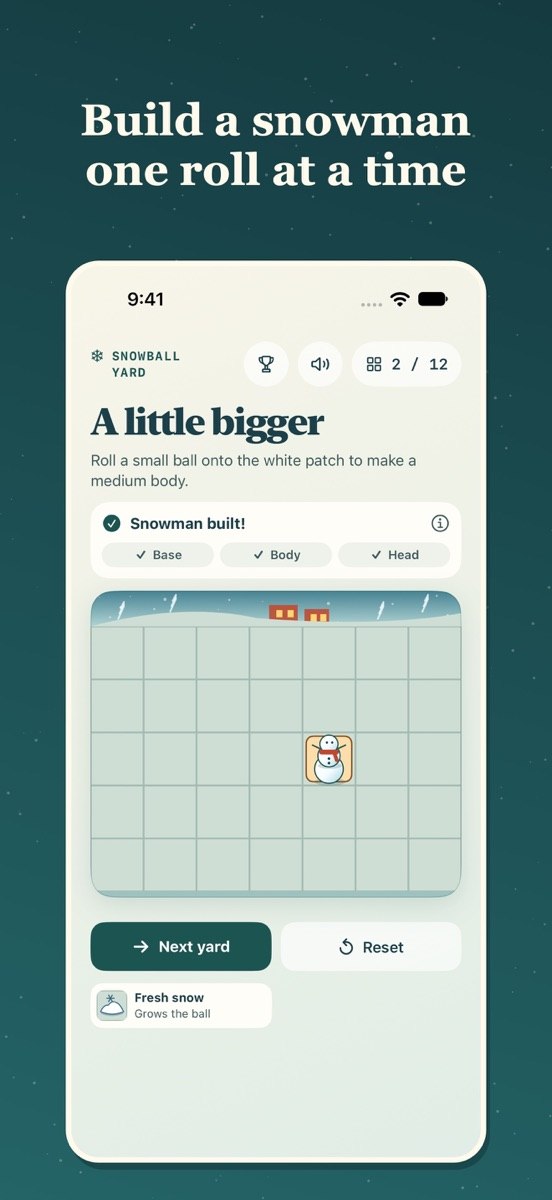 Build a snowman
one roll at a time
9:41
SNOWBALL
YARD
2 / 12
A little bigger
Roll a small ball onto the white patch to make a
medium body.
Snowman built!
Base
Body
Head
Next yard
Reset
Fresh snow
Grows the ball